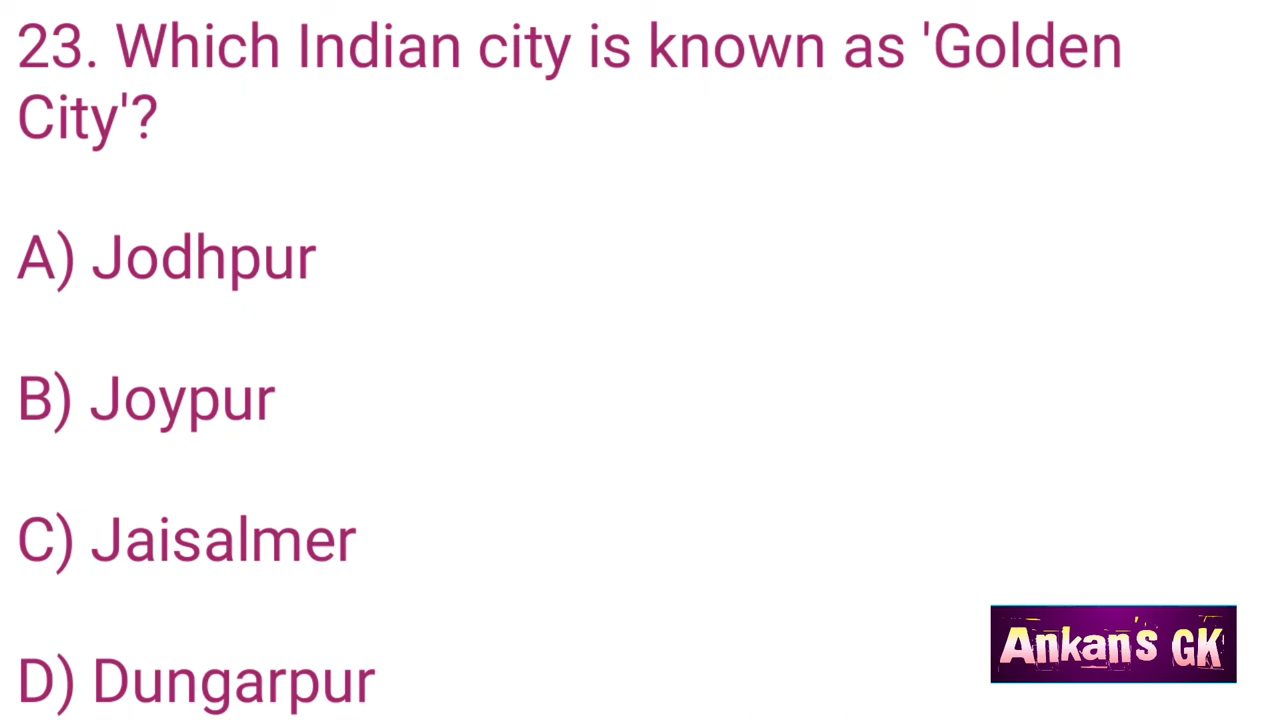 23. Which Indian city is known as 'Golden
City'?
A) Jodhpur
B) Joypur
C) Jaisalmer
D) Dungarpur
Ankan's GK